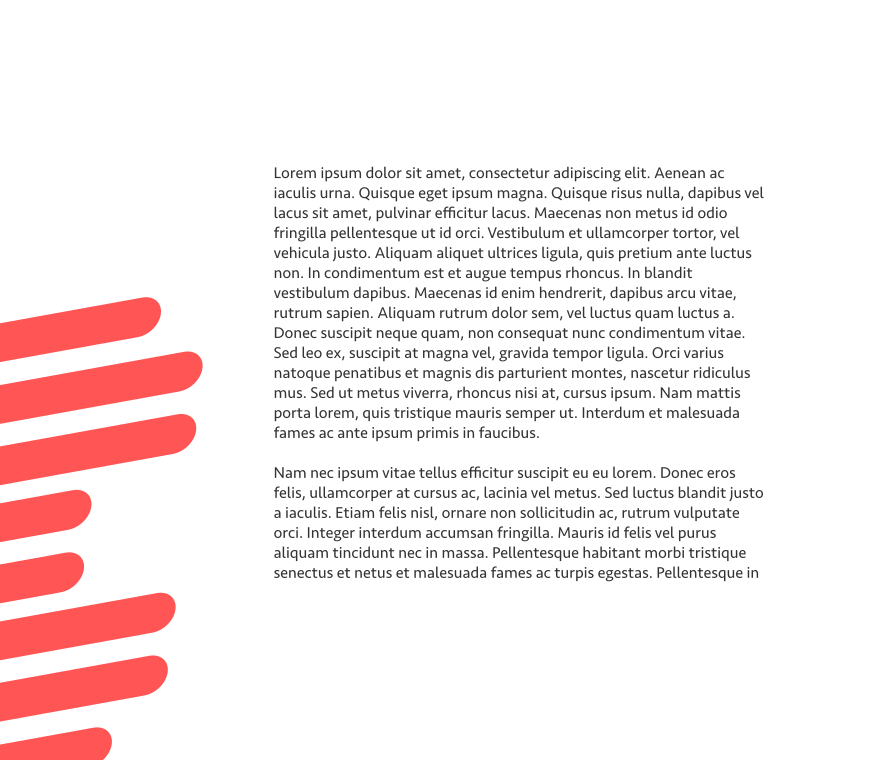 Lorem ipsum dolor sit amet, consectetur adipiscing elit. Aenean ac
iaculis urna. Quisque eget ipsum magna. Quisque risus nulla, dapibus vel
lacus sit amet, pulvinar efficitur lacus. Maecenas non metus id odio
fringilla pellentesque ut id orci. Vestibulum et ullamcorper tortor, vel
vehicula justo. Aliquam aliquet ultrices ligula, quis pretium ante luctus
non. In condimentum est et augue tempus rhoncus. In blandit
vestibulum dapibus. Maecenas id enim hendrerit, dapibus arcu vitae,
rutrum sapien. Aliquam rutrum dolor sem, vel luctus quam luctus a.
Donec suscipit neque quam, non consequat nunc condimentum vitae.
Sed leo ex, suscipit at magna vel, gravida tempor ligula. Orci varius
natoque penatibus et magnis dis parturient montes, nascetur ridiculus
mus. Sed ut metus viverra, rhoncus nisi at, cursus ipsum. Nam mattis
porta lorem, quis tristique mauris semper ut. Interdum et malesuada
fames ac ante ipsum primis in faucibus.

Nam nec ipsum vitae tellus efficitur suscipit eu eu lorem. Donec eros
felis, ullamcorper at cursus ac, lacinia vel metus. Sed luctus blandit justo
a iaculis. Etiam felis nisl, ornare non sollicitudin ac, rutrum vulputate
orci. Integer interdum accumsan fringilla. Mauris id felis vel purus
aliquam tincidunt nec in massa. Pellentesque habitant morbi tristique
senectus et netus et malesuada fames ac turpis egestas. Pellentesque in